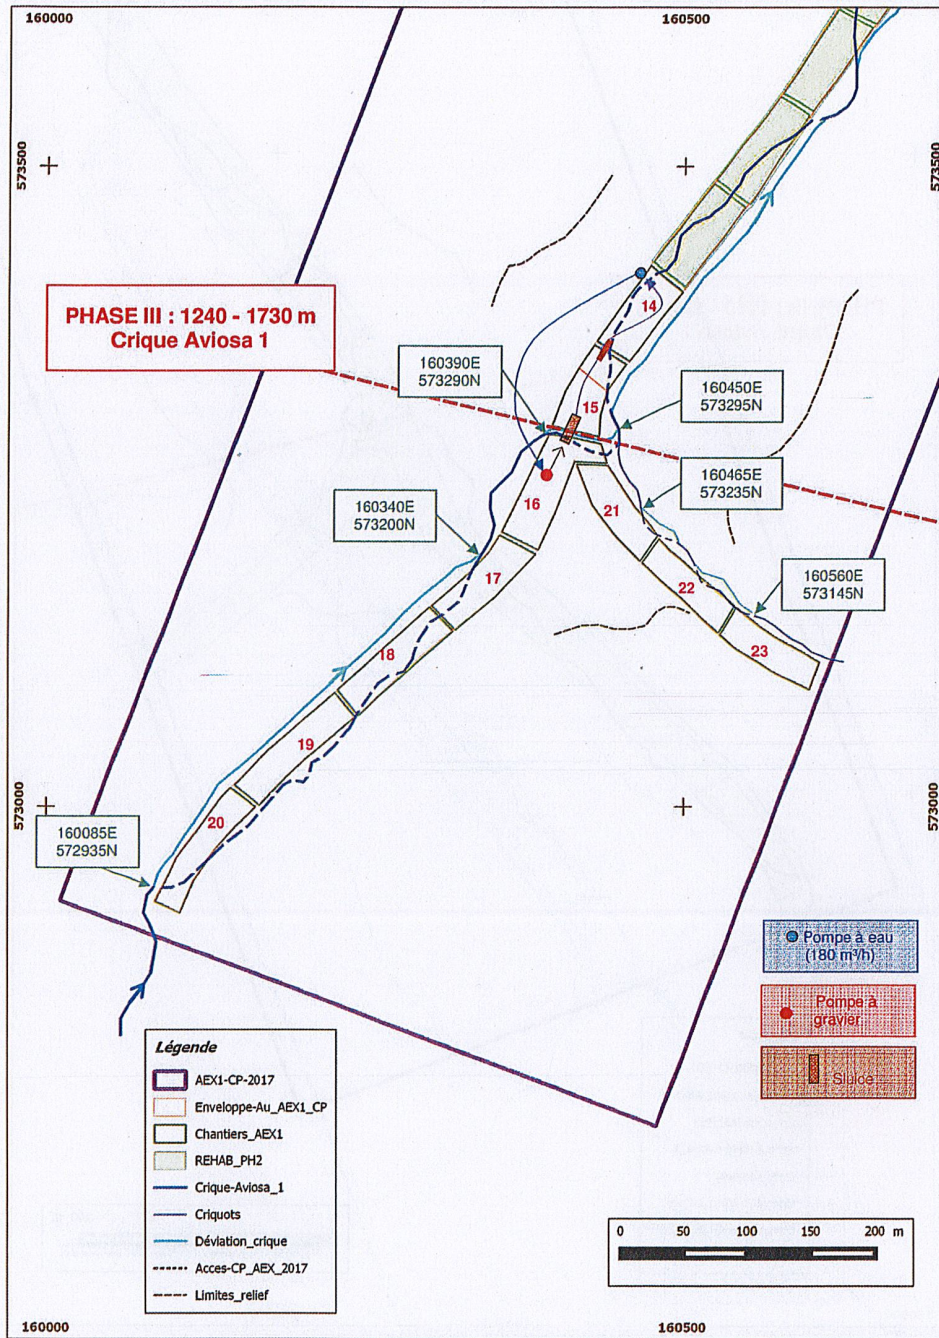 160000
160500
573500
573500
PHASE III : 1240 - 1730 m
Crique Aviosa 1
14
160390E
573290N
15
160450E
573295N
160465E
573235N
16
21
160340E
573200N
17
22
160560E
573145N
18
23
19
573000
573000
20
160085E
572935N
Pompe à eau
(180 m³/h)
Pompe à
gravier
Sluice
Légende
AEX1-CP-2017
Enveloppe-Au_AEX1_CP
Chantiers_AEX1
REHAB_PH2
Crique-Aviosa_1
Criquots
Déviation_crique
Acces-CP_AEX_2017
Limites_relief
0 50 100 150 200 m
160000
160500